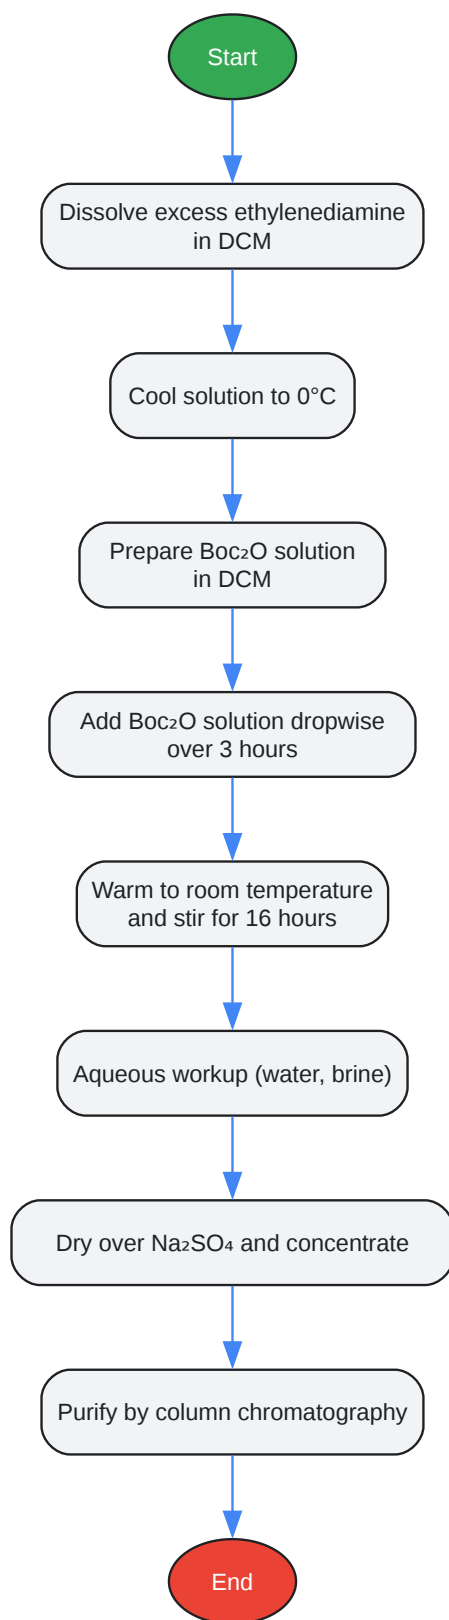 Start
Dissolve excess ethylenediamine
in DCM
Cool solution to 0°C
Prepare Boc₂O solution
in DCM
Add Boc₂O solution dropwise
over 3 hours
Warm to room temperature
and stir for 16 hours
Aqueous workup (water, brine)
Dry over Na₂SO₄ and concentrate
Purify by column chromatography
End